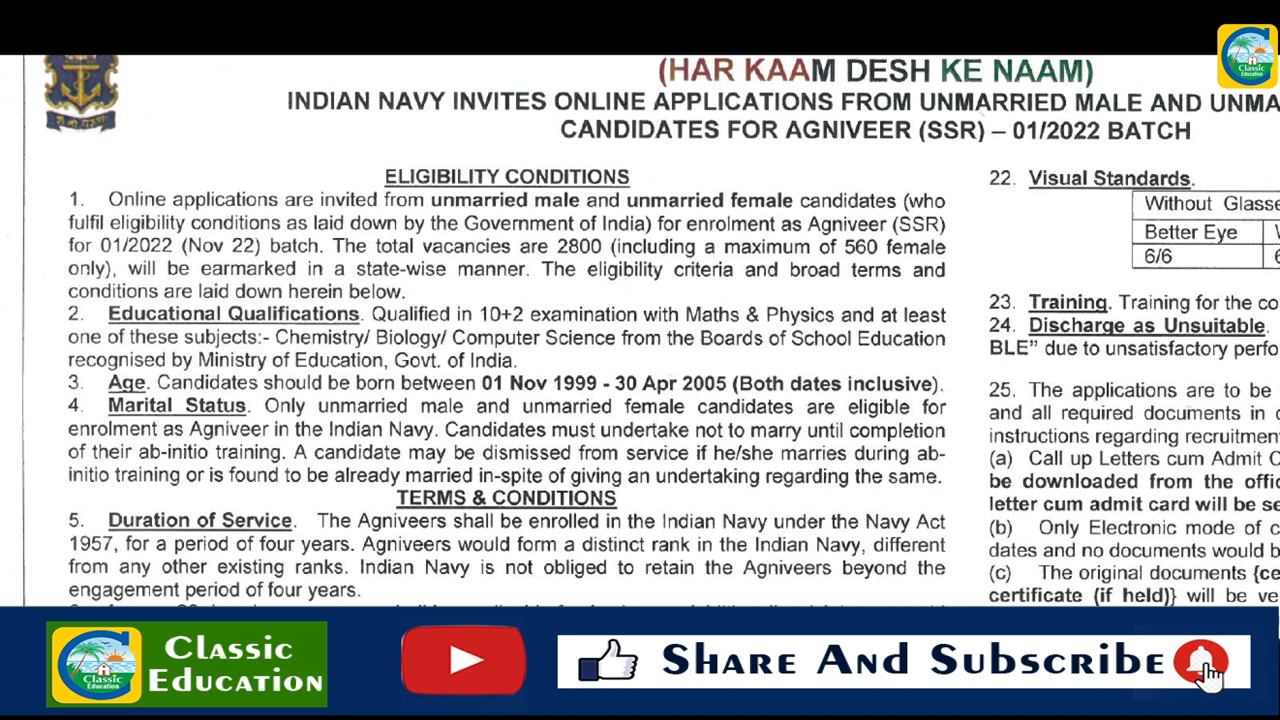 (HAR KAAM DESH KE NAAM)
INDIAN NAVY INVITES ONLINE APPLICATIONS FROM UNMARRIED MALE AND UNMA
CANDIDATES FOR AGNIVEER (SSR) – 01/2022 BATCH
ELIGIBILITY CONDITIONS
1. Online applications are invited from unmarried male and unmarried female candidates (who
fulfil eligibility conditions as laid down by the Government of India) for enrolment as Agniveer (SSR)
for 01/2022 (Nov 22) batch. The total vacancies are 2800 (including a maximum of 560 female
only), will be earmarked in a state-wise manner. The eligibility criteria and broad terms and
conditions are laid down herein below.
2. Educational Qualifications. Qualified in 10+2 examination with Maths & Physics and at least
one of these subjects:- Chemistry/ Biology/ Computer Science from the Boards of School Education
recognised by Ministry of Education, Govt. of India.
3. Age. Candidates should be born between 01 Nov 1999 - 30 Apr 2005 (Both dates inclusive).
4. Marital Status. Only unmarried male and unmarried female candidates are eligible for
enrolment as Agniveer in the Indian Navy. Candidates must undertake not to marry until completion
of their ab-initio training. A candidate may be dismissed from service if he/she marries during ab-
initio training or is found to be already married in-spite of giving an undertaking regarding the same.
TERMS & CONDITIONS
5. Duration of Service. The Agniveers shall be enrolled in the Indian Navy under the Navy Act
1957, for a period of four years. Agniveers would form a distinct rank in the Indian Navy, different
from any other existing ranks. Indian Navy is not obliged to retain the Agniveers beyond the
engagement period of four years.
22. Visual Standards.
Without Glasse
Better Eye W
6/6 6
23. Training. Training for the co
24. Discharge as Unsuitable.
BLE” due to unsatisfactory perfo
25. The applications are to be
and all required documents in
instructions regarding recruitment
(a) Call up Letters cum Admit C
be downloaded from the offic
letter cum admit card will be se
(b) Only Electronic mode of c
dates and no documents would b
(c) The original documents {ce
certificate (if held)} will be ve
Classic
Education
Classic
Education
Classic
Education
Share And Subscribe